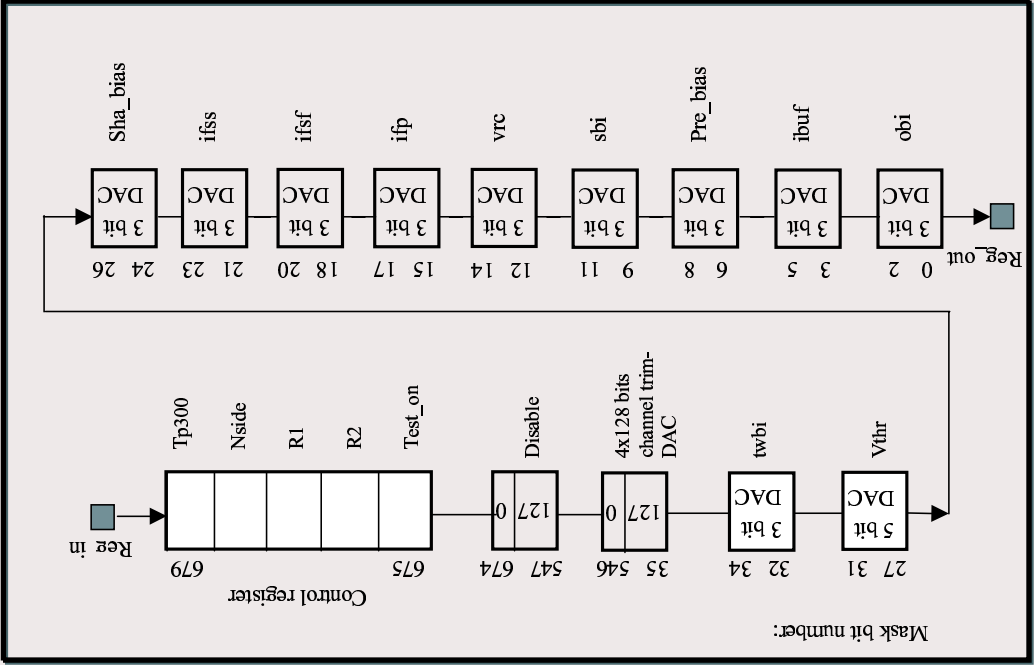 Sha_bias
ifss
ifsf
ifp
vrc
sbi
Pre_bias
ibuf
obi
3 bit
DAC
3 bit
DAC
3 bit
DAC
3 bit
DAC
3 bit
DAC
3 bit
DAC
3 bit
DAC
3 bit
DAC
3 bit
DAC
26 24
23 21
20 18
17 15
14 12
11 9
8 6
5 3
2 0
Reg_out
Tp300
Nside
R1
R2
Test_on
Disable
4x128 bits
channel trim-
DAC
twbi
Vthr
Reg in
0 127
0 127
3 bit
DAC
5 bit
DAC
679 675
674 547
546 35
34 32
31 27
Control register
Mask bit number: